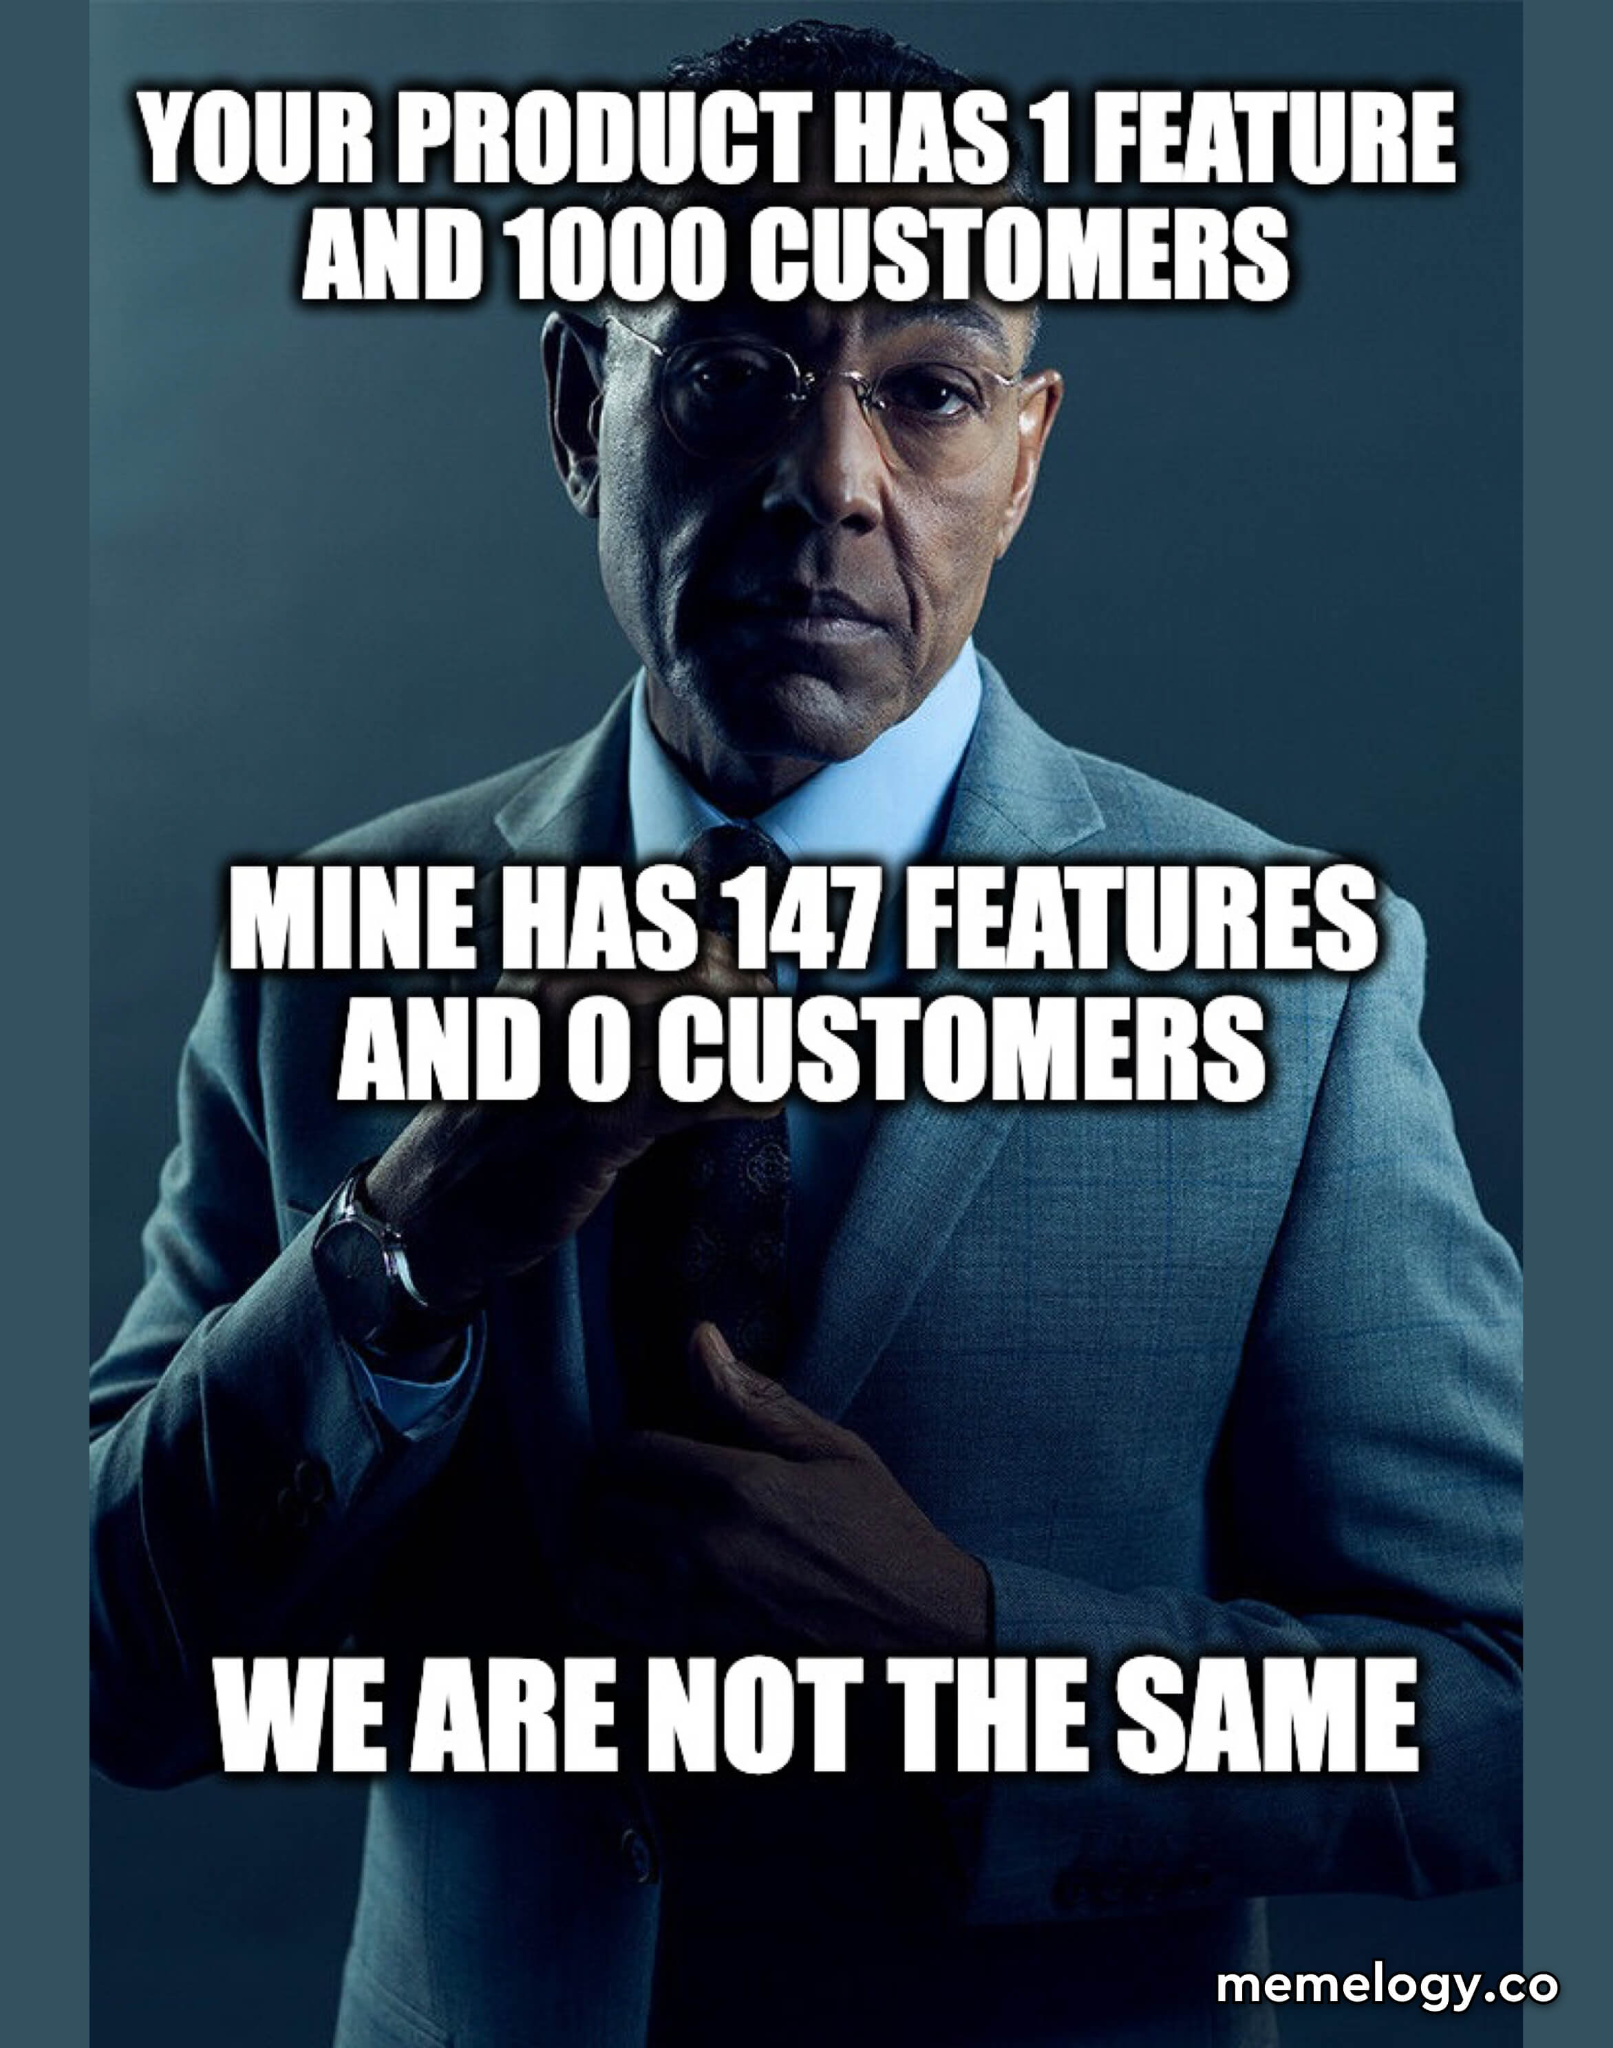 YOUR PRODUCT HAS 1 FEATURE
AND 1000 CUSTOMERS
MINE HAS 147 FEATURES
AND 0 CUSTOMERS
WE ARE NOT THE SAME
memelogy.co